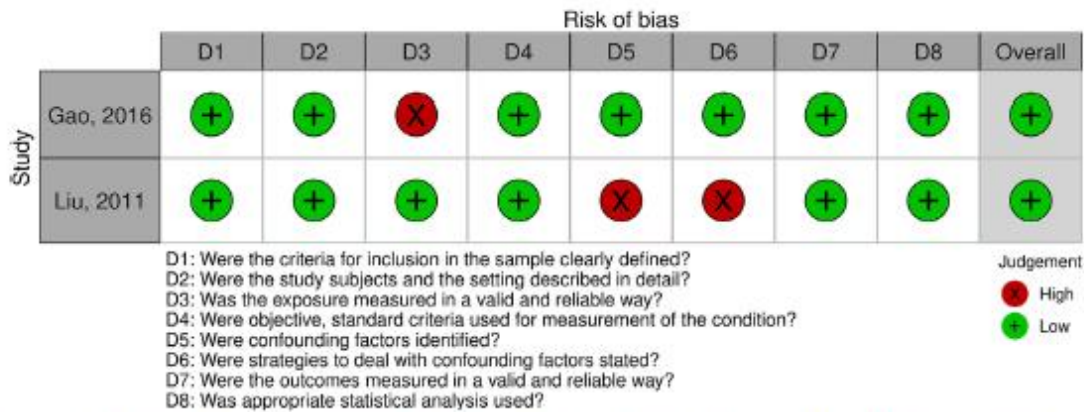 Risk of bias
D1 D2 D3 D4 D5 D6 D7 D8 Overall
Study
Gao, 2016 + + X + + + + + +
Liu, 2011 + + + + X X + + +
D1: Were the criteria for inclusion in the sample clearly defined?
D2: Were the study subjects and the setting described in detail?
D3: Was the exposure measured in a valid and reliable way?
D4: Were objective, standard criteria used for measurement of the condition?
D5: Were confounding factors identified?
D6: Were strategies to deal with confounding factors stated?
D7: Were the outcomes measured in a valid and reliable way?
D8: Was appropriate statistical analysis used?
Judgement
X High
+ Low